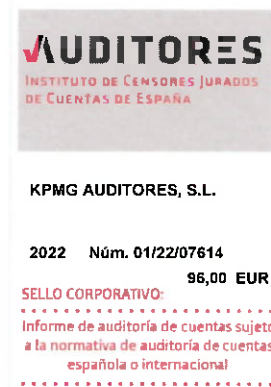 AUDITORES
INSTITUTO DE CENSORES JURADOS
DE CUENTAS DE ESPAÑA
KPMG AUDITORES, S.L.
2022 Núm. 01/22/07614
96,00 EUR
SELLO CORPORATIVO:
Informe de auditoría de cuentas sujeto
a la normativa de auditoría de cuentas
española o internacional